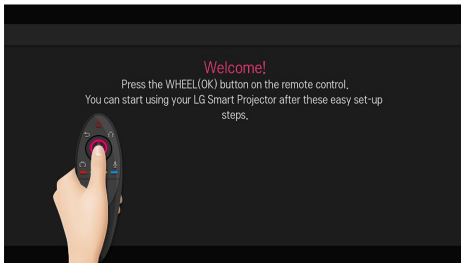 Welcome!
Press the WHEEL(OK) button on the remote control.
You can start using your LG Smart Projector after these easy set-up
steps.